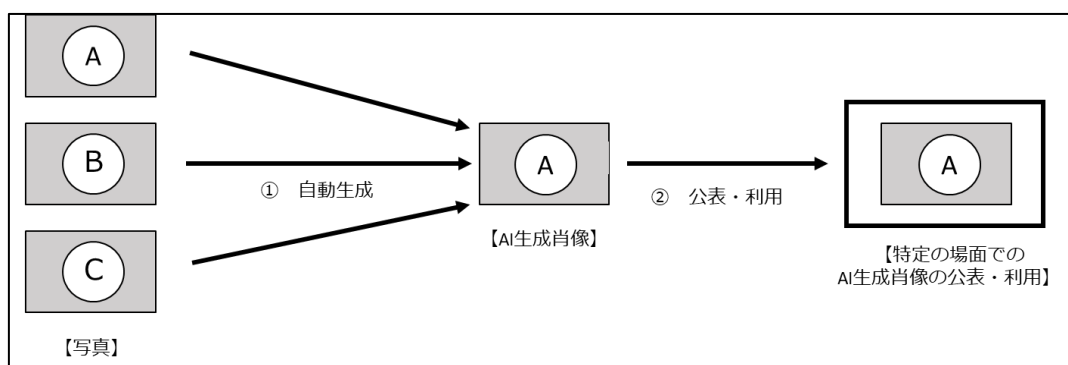 A
B
C
【写真】
① 自動生成
A
【AI生成肖像】
② 公表・利用
A
【特定の場面での
AI生成肖像の公表・利用】